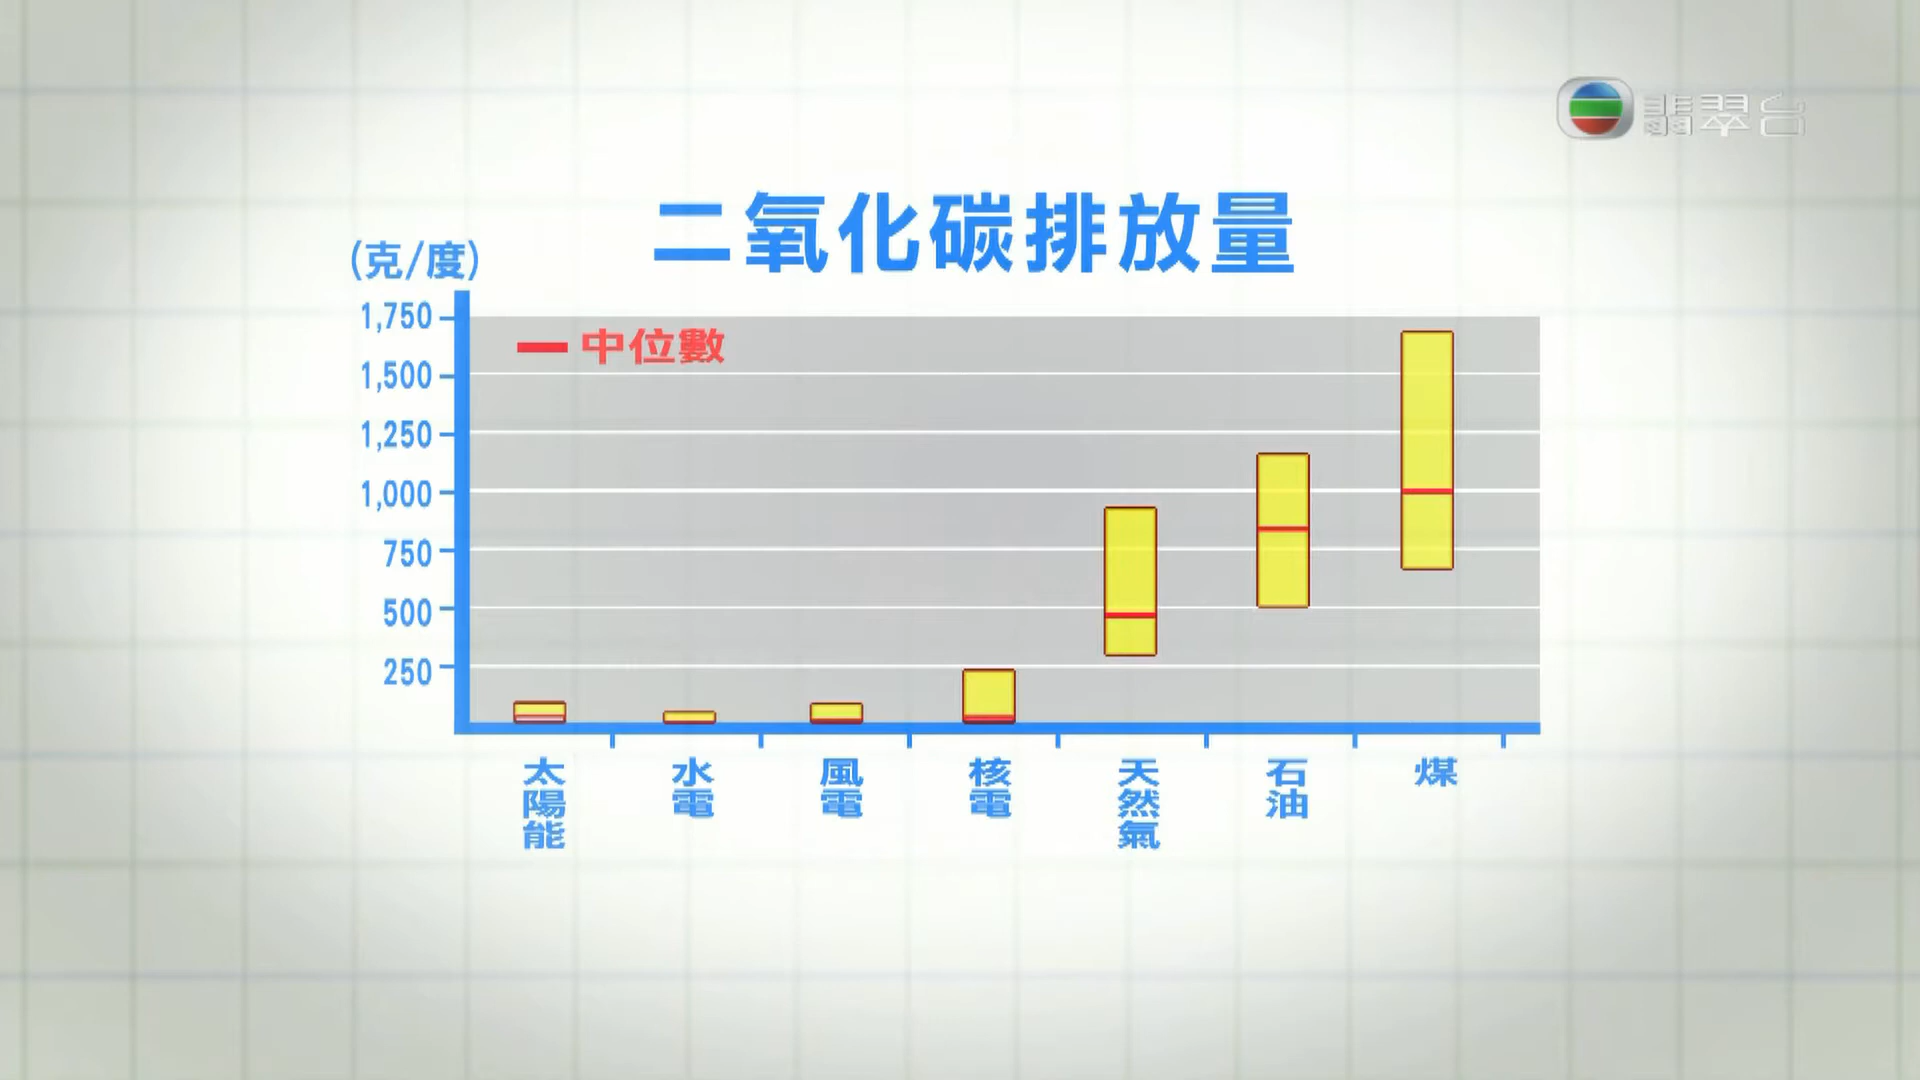 翡翠台
二氧化碳排放量
(克/度)
1,750
中位數
1,500
1,250
1,000
750
500
250
太陽能
水電
風電
核電
天然氣
石油
煤